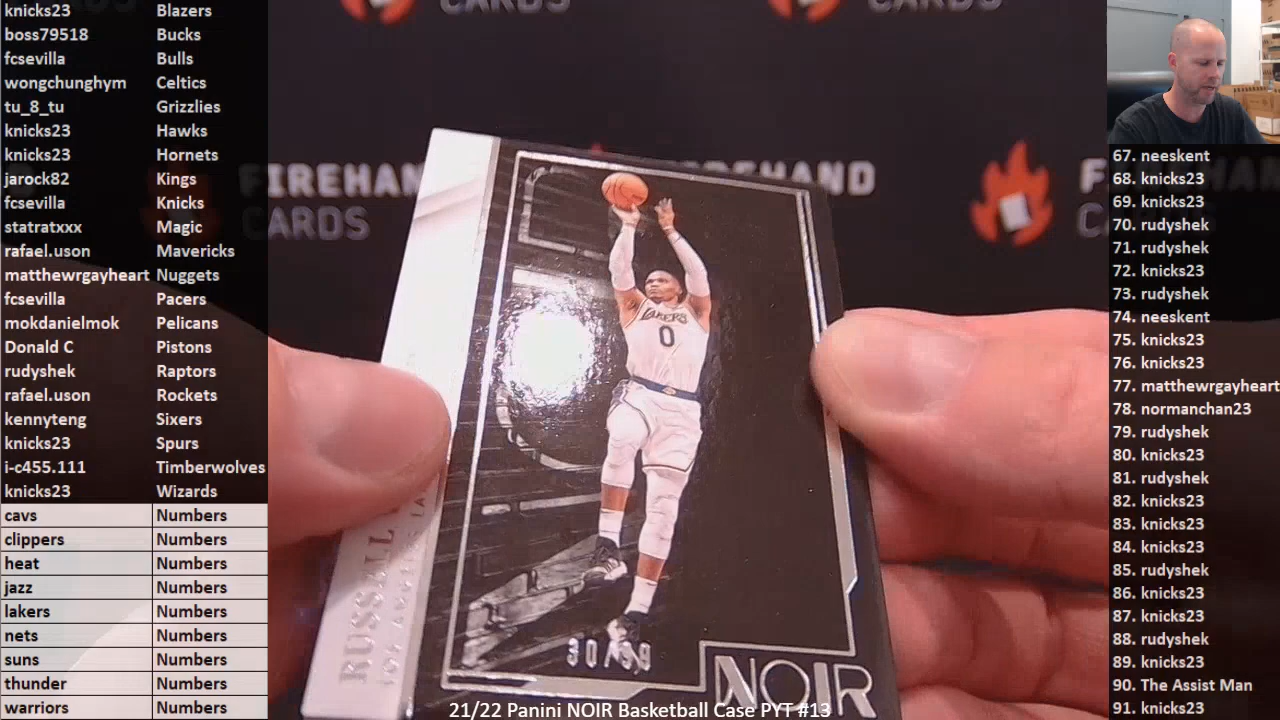 knicks23 Blazers
boss79518 Bucks
fcsevilla Bulls
wongchunghym Celtics
tu_8_tu Grizzlies
knicks23 Hawks
knicks23 Hornets
jarock82 Kings
fcsevilla Knicks
statratxxx Magic
rafael.uson Mavericks
matthewrgayheart Nuggets
fcsevilla Pacers
mokdanielmok Pelicans
Donald C Pistons
rudyshek Raptors
rafael.uson Rockets
kennyteng Sixers
knicks23 Spurs
i-c455.111 Timberwolves
knicks23 Wizards
cavs Numbers
clippers Numbers
heat Numbers
jazz Numbers
lakers Numbers
nets Numbers
suns Numbers
thunder Numbers
warriors Numbers
CARDS
CARDS
FIREHAND
CARDS
LAKERS
0
RUSSALL
30/99
NOIR
21/22 Panini NOIR Basketball Case PYT #13
67. neeskent
68. knicks23
69. knicks23
70. rudyshek
71. rudyshek
72. knicks23
73. rudyshek
74. neeskent
75. knicks23
76. knicks23
77. matthewrgayheart
78. normanchan23
79. rudyshek
80. knicks23
81. rudyshek
82. knicks23
83. knicks23
84. knicks23
85. rudyshek
86. knicks23
87. knicks23
88. rudyshek
89. knicks23
90. The Assist Man
91. knicks23